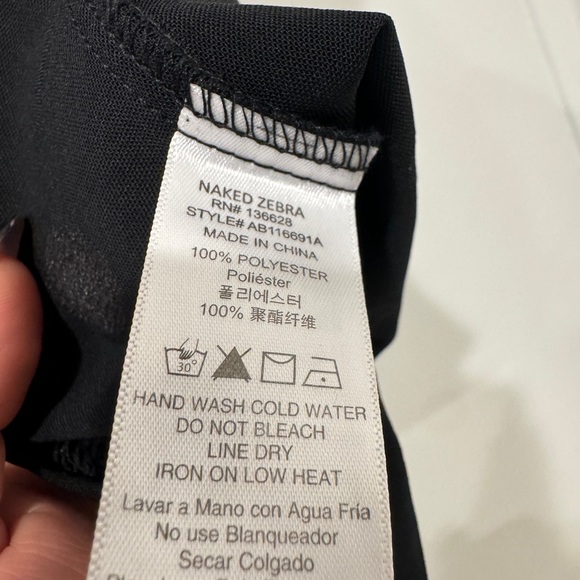 NAKED ZEBRA
RN# 136628
STYLE# AB116691A
MADE IN CHINA
100% POLYESTER
Poliéster
폴리에스터
100% 聚酯纤维
30°
HAND WASH COLD WATER
DO NOT BLEACH
LINE DRY
IRON ON LOW HEAT
Lavar a Mano con Agua Fría
No use Blanqueador
Secar Colgado